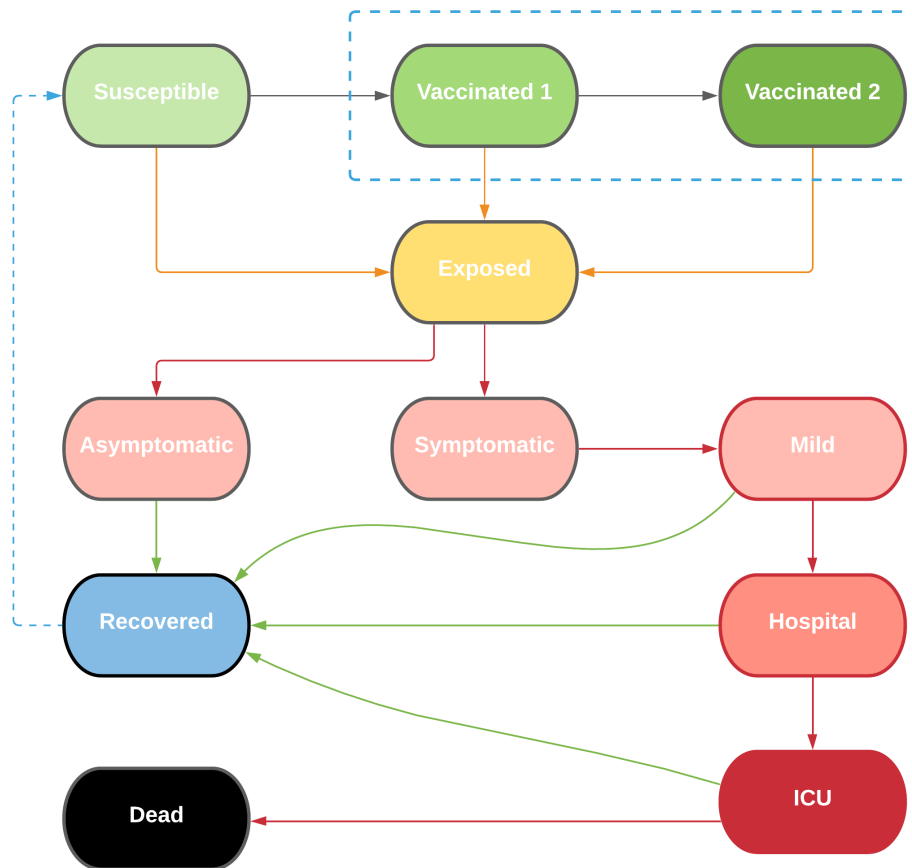 Susceptible
Vaccinated 1
Vaccinated 2
Exposed
Asymptomatic
Symptomatic
Mild
Recovered
Hospital
ICU
Dead